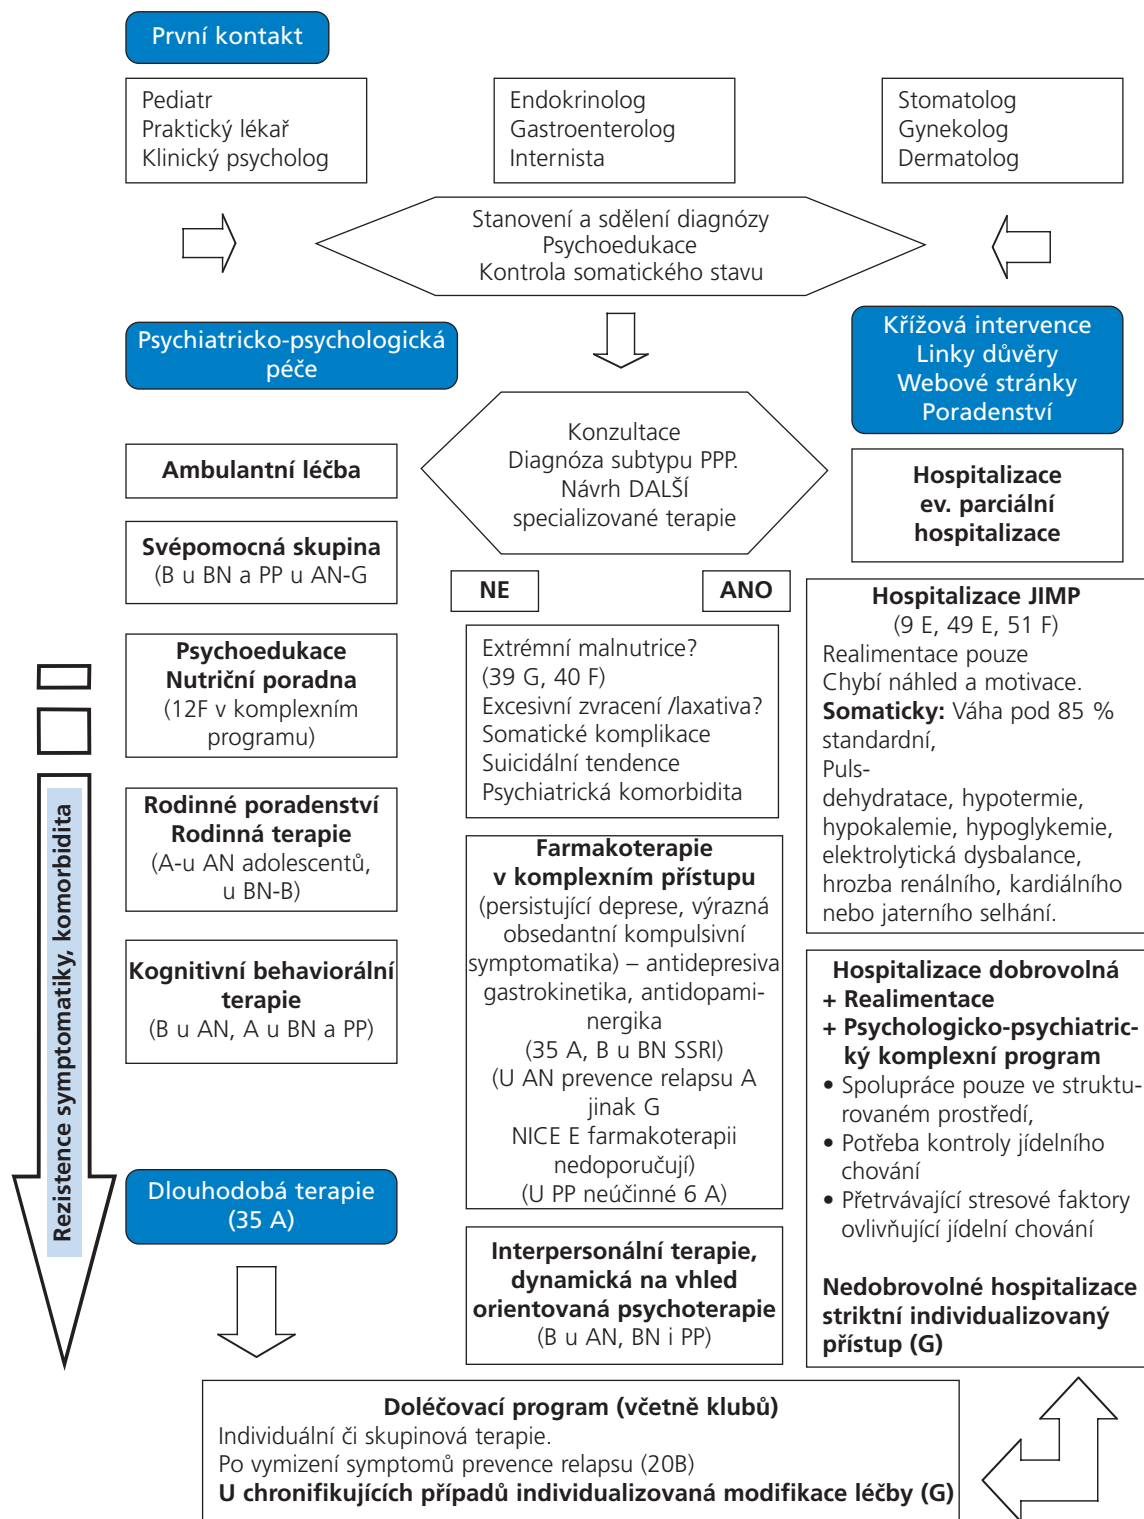 První kontakt
Pediatr
Praktický lékař
Klinický psycholog
Endokrinolog
Gastroenterolog
Internista
Stomatolog
Gynekolog
Dermatolog
Stanovení a sdělení diagnózy
Psychoedukace
Kontrola somatického stavu
Psychiatricko-psychologická
péče
Křížová intervence
Linky důvěry
Webové stránky
Poradenství
Konzultace
Diagnóza subtypu PPP.
Návrh DALŠÍ
specializované terapie
Ambulantní léčba
Hospitalizace
ev. parciální
hospitalizace
Svépomocná skupina
(B u BN a PP u AN-G
NE
ANO
Psychoedukace
Nutriční poradna
(12F v komplexním
programu)
Extrémní malnutrice?
(39 G, 40 F)
Excesivní zvracení /laxativa?
Somatické komplikace
Suicidální tendence
Psychiatrická komorbidita
Hospitalizace JIMP
(9 E, 49 E, 51 F)
Realimentace pouze
Chybí náhled a motivace.
Somaticky: Váha pod 85 %
standardní,
Puls-
dehydratace, hypotermie,
hypokalemie, hypoglykemie,
elektrolytická dysbalance,
hrozba renálního, kardiálního
nebo jaterního selhání.
Rezistence symptomatiky, komorbidita
Rodinné poradenství
Rodinná terapie
(A-u AN adolescentů,
u BN-B)
Kognitivní behaviorální
terapie
(B u AN, A u BN a PP)
Farmakoterapie
v komplexním přístupu
(persistující deprese, výrazná
obsedantní kompulsivní
symptomatika) – antidepresiva
gastrokinetika, antidopami-
nergika
(35 A, B u BN SSRI)
(U AN prevence relapsu A
jinak G
NICE E farmakoterapii
nedoporučují)
(U PP neúčinné 6 A)
Hospitalizace dobrovolná
+ Realimentace
+ Psychologicko-psychiatric-
ký komplexní program
• Spolupráce pouze ve struktu-
rovaném prostředí,
• Potřeba kontroly jídelního
chování
• Přetrvávající stresové faktory
ovlivňující jídelní chování
Nedobrovolné hospitalizace
striktní individualizovaný
přístup (G)
Dlouhodobá terapie
(35 A)
Interpersonální terapie,
dynamická na vhled
orientovaná psychoterapie
(B u AN, BN i PP)
Doléčovací program (včetně klubů)
Individuální či skupinová terapie.
Po vymizení symptomů prevence relapsu (20B)
U chronifikujících případů individualizovaná modifikace léčby (G)